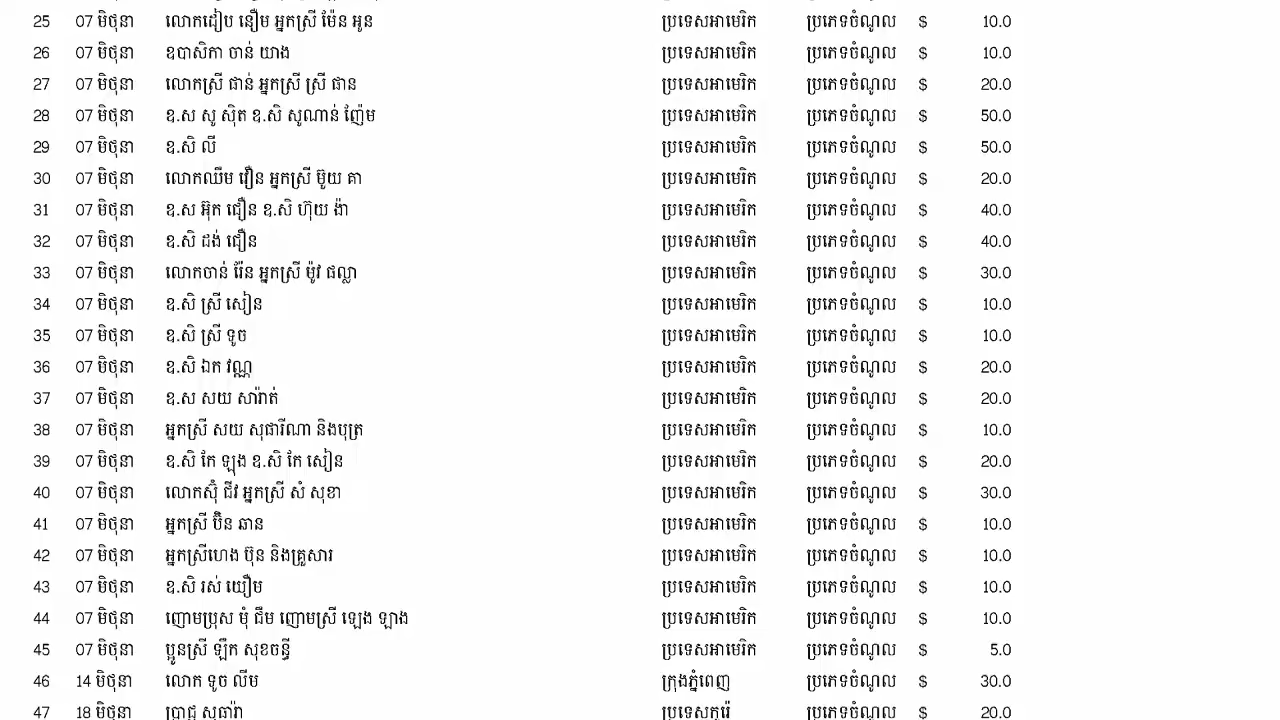 25 07 មិថុនា លោកជៀប នឿម អ្នកស្រី ម៉ែន អូន ប្រទេសអាមេរិក ប្រភេទចំណូល $ 10.0
26 07 មិថុនា ឧបាសិកា ចាន់ យាង ប្រទេសអាមេរិក ប្រភេទចំណូល $ 10.0
27 07 មិថុនា លោកស្រី ផាន់ អ្នកស្រី ស្រី ផាន ប្រទេសអាមេរិក ប្រភេទចំណូល $ 20.0
28 07 មិថុនា ឧ.ស សូ ស៊ិត ឧ.សិ សូណាន់ ញ៉ែម ប្រទេសអាមេរិក ប្រភេទចំណូល $ 50.0
29 07 មិថុនា ឧ.សិ លី ប្រទេសអាមេរិក ប្រភេទចំណូល $ 50.0
30 07 មិថុនា លោកឈឹម វឿន អ្នកស្រី ម៊ួយ គា ប្រទេសអាមេរិក ប្រភេទចំណូល $ 20.0
31 07 មិថុនា ឧ.ស អ៊ុក ជឿន ឧ.សិ ហ៊ុយ ង៉ា ប្រទេសអាមេរិក ប្រភេទចំណូល $ 40.0
32 07 មិថុនា ឧ.សិ ដង់ ជឿន ប្រទេសអាមេរិក ប្រភេទចំណូល $ 40.0
33 07 មិថុនា លោកចាន់ រ៉ែន អ្នកស្រី ម៉ូវ ផល្លា ប្រទេសអាមេរិក ប្រភេទចំណូល $ 30.0
34 07 មិថុនា ឧ.សិ ស្រី សៀន ប្រទេសអាមេរិក ប្រភេទចំណូល $ 10.0
35 07 មិថុនា ឧ.សិ ស្រី ទូច ប្រទេសអាមេរិក ប្រភេទចំណូល $ 10.0
36 07 មិថុនា ឧ.សិ ឯក វណ្ណ ប្រទេសអាមេរិក ប្រភេទចំណូល $ 20.0
37 07 មិថុនា ឧ.ស សយ សារ៉ាត់ ប្រទេសអាមេរិក ប្រភេទចំណូល $ 20.0
38 07 មិថុនា អ្នកស្រី សយ សុផារីណា និងបុត្រ ប្រទេសអាមេរិក ប្រភេទចំណូល $ 10.0
39 07 មិថុនា ឧ.សិ កែ ឡុង ឧ.សិ កែ សៀន ប្រទេសអាមេរិក ប្រភេទចំណូល $ 20.0
40 07 មិថុនា លោកស៊ុំ ជីវ អ្នកស្រី សំ សុខា ប្រទេសអាមេរិក ប្រភេទចំណូល $ 30.0
41 07 មិថុនា អ្នកស្រី ប៊ិន ឆាន ប្រទេសអាមេរិក ប្រភេទចំណូល $ 10.0
42 07 មិថុនា អ្នកស្រីហេង ប៊ុន និងគ្រួសារ ប្រទេសអាមេរិក ប្រភេទចំណូល $ 10.0
43 07 មិថុនា ឧ.សិ រស់ យឿម ប្រទេសអាមេរិក ប្រភេទចំណូល $ 10.0
44 07 មិថុនា ញោមប្រុស មុំ ជឹម ញោមស្រី ឡេង ឡាង ប្រទេសអាមេរិក ប្រភេទចំណូល $ 10.0
45 07 មិថុនា ប្អូនស្រី ឡឹក សុខចន្ធី ប្រទេសអាមេរិក ប្រភេទចំណូល $ 5.0
46 14 មិថុនា លោក ទូច លីម ក្រុងភ្នំពេញ ប្រភេទចំណូល $ 30.0
47 18 មិថុនា ប្រាជ្ញ សុធារ៉ា ប្រទេសកូរ៉េ ប្រភេទចំណូល $ 20.0